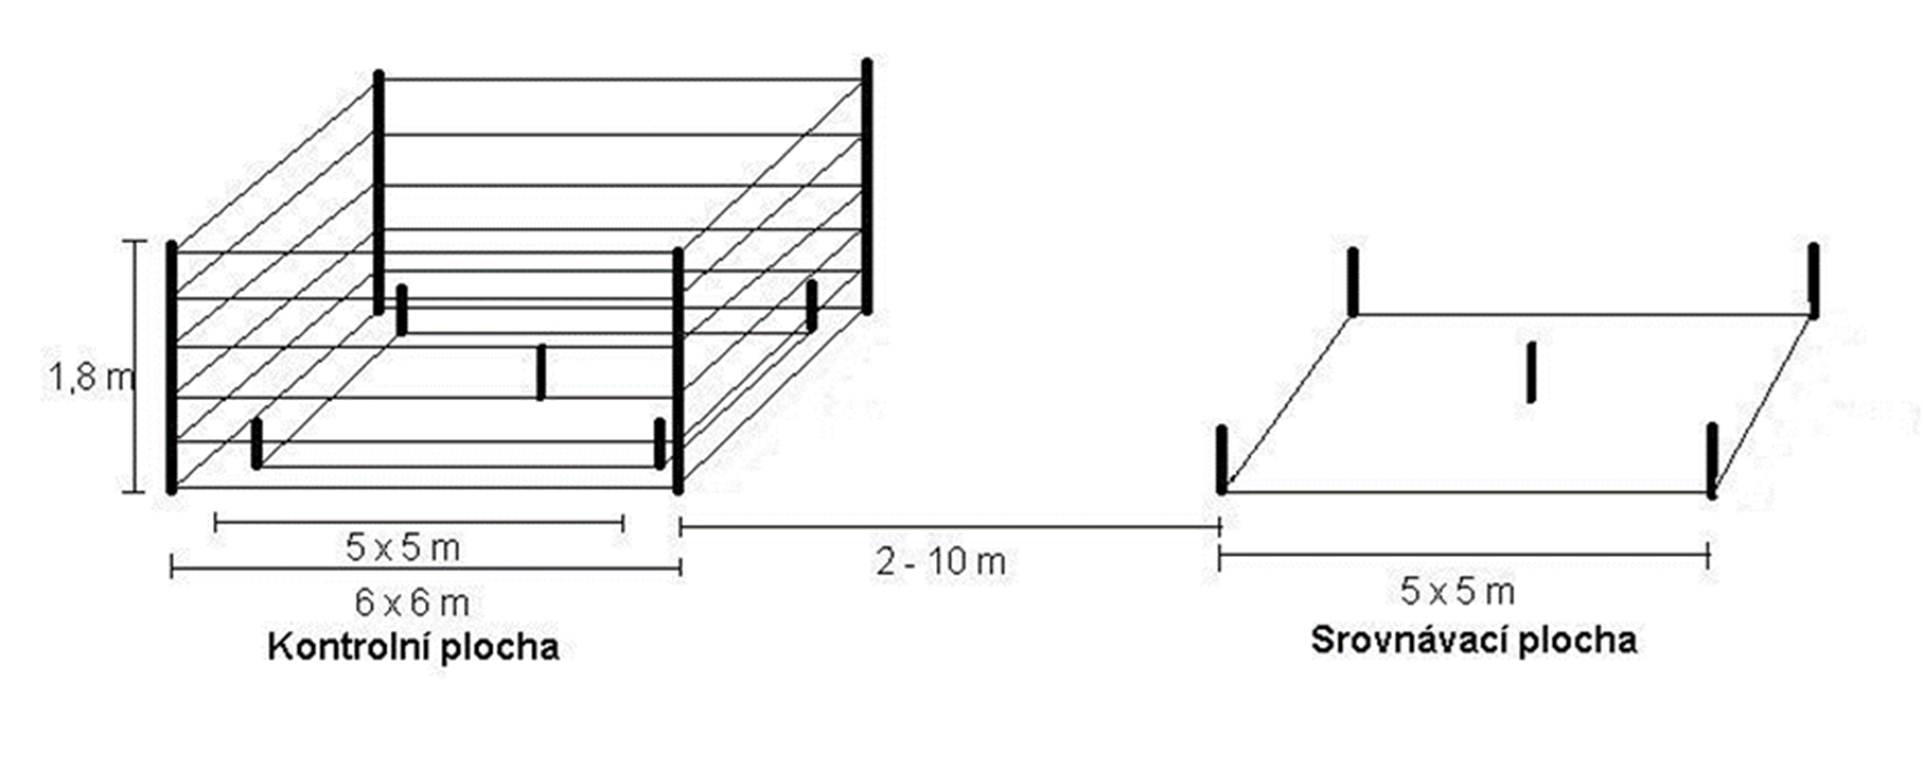 1,8 m
5 x 5 m
6 x 6 m
Kontrolní plocha
2 - 10 m
5 x 5 m
Srovnávací plocha